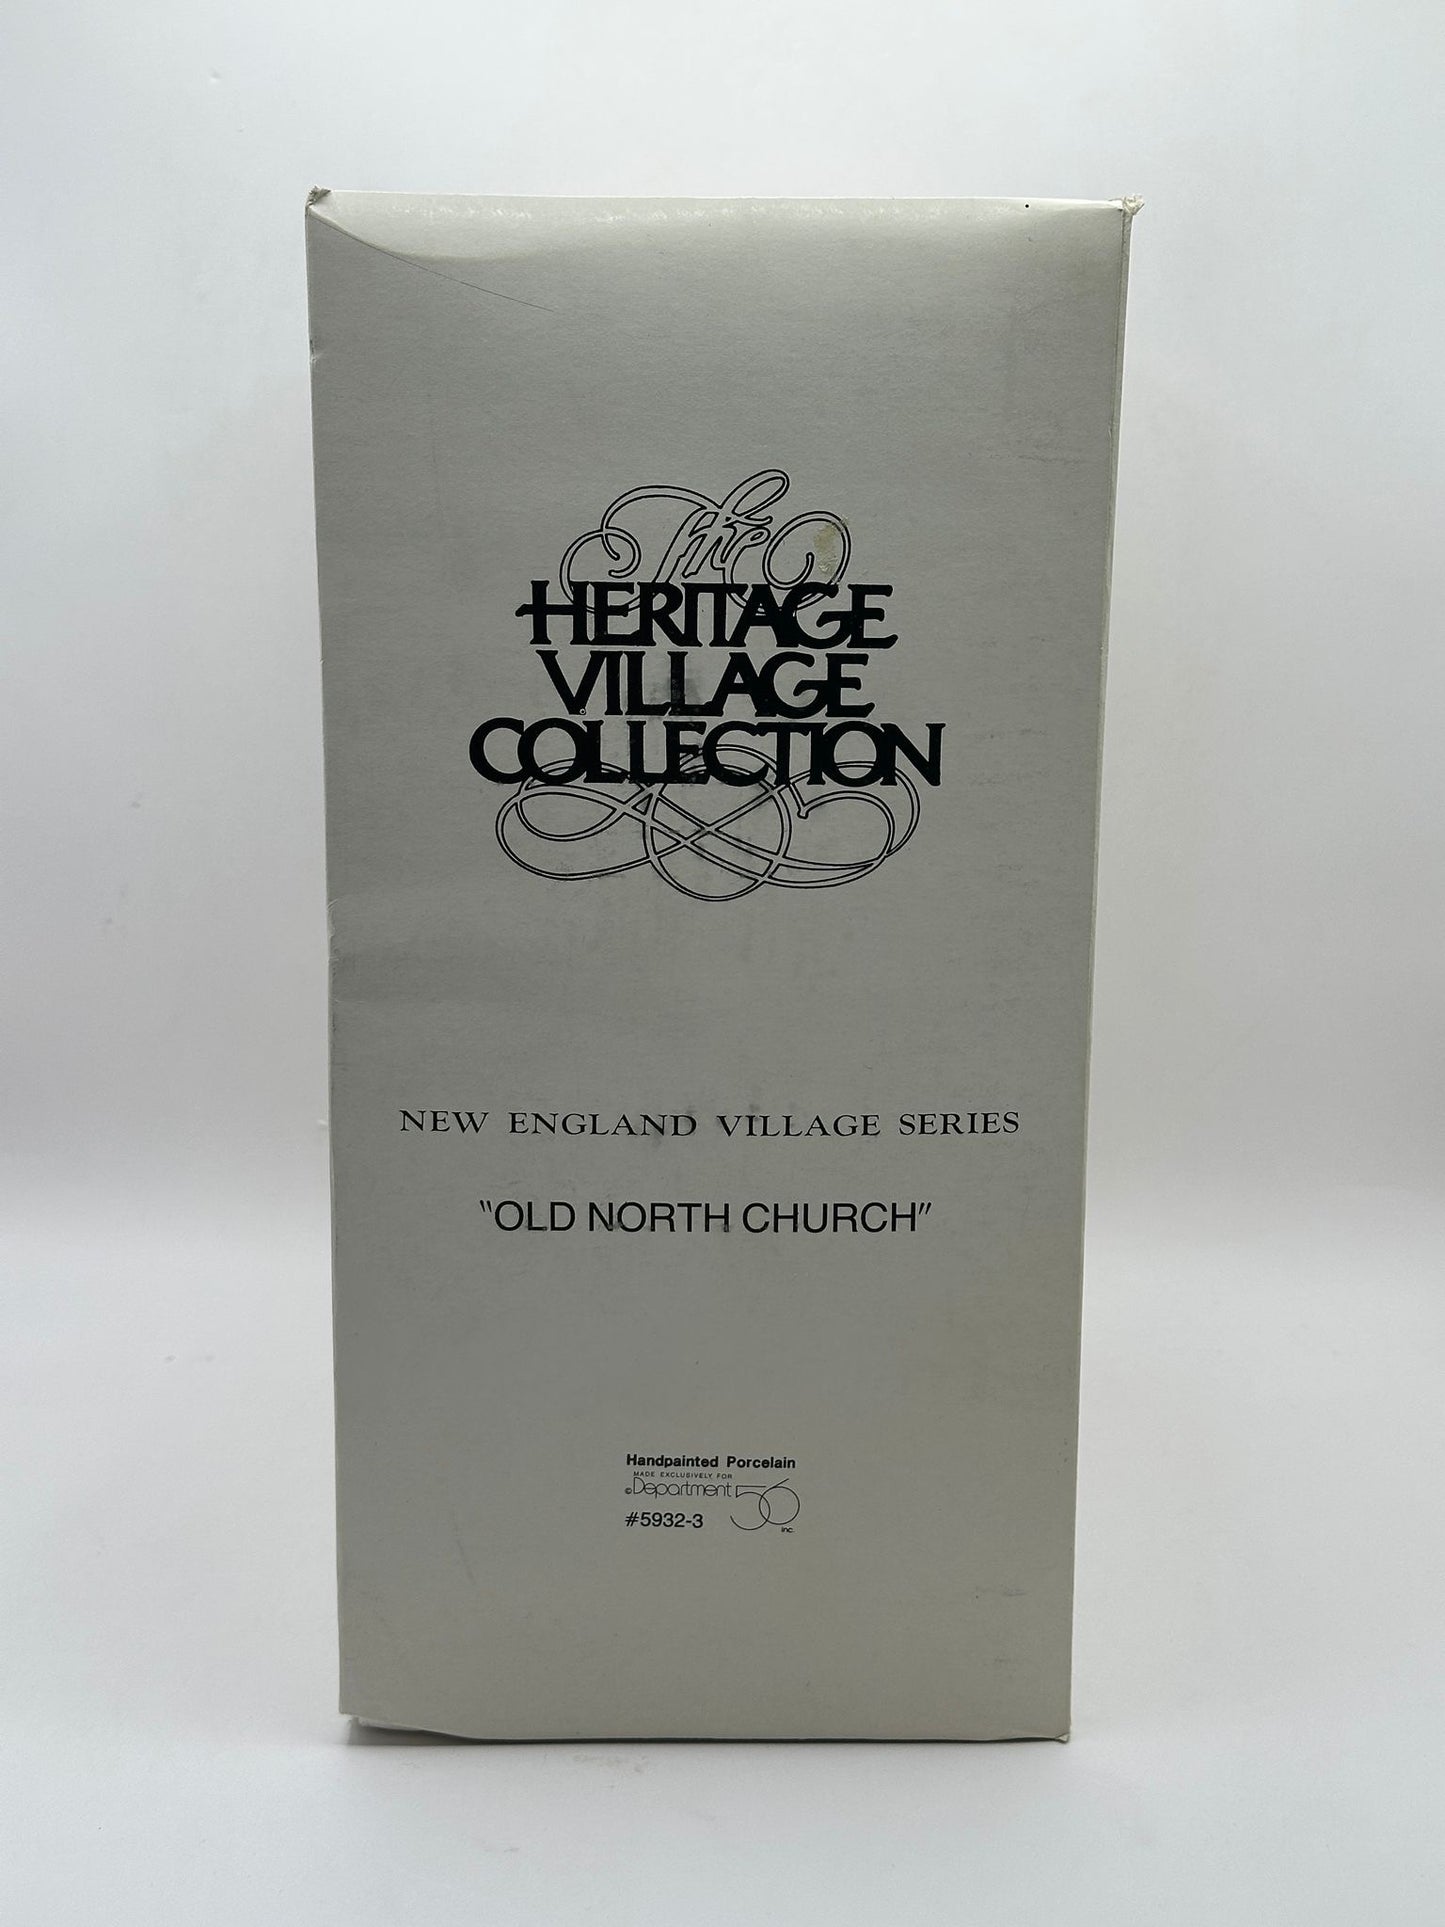 The
HERITAGE
VILLAGE
COLLECTION
NEW ENGLAND VILLAGE SERIES
"OLD NORTH CHURCH"
Handpainted Porcelain
MADE EXCLUSIVELY FOR
©Department 56
inc.
#5932-3